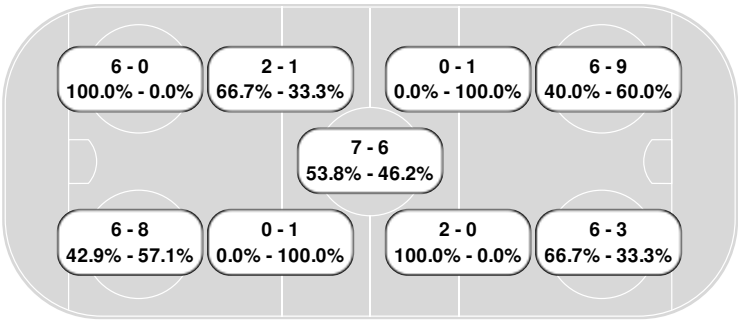 6 - 0
100.0% - 0.0%
2 - 1
66.7% - 33.3%
0 - 1
0.0% - 100.0%
6 - 9
40.0% - 60.0%
7 - 6
53.8% - 46.2%
6 - 8
42.9% - 57.1%
0 - 1
0.0% - 100.0%
2 - 0
100.0% - 0.0%
6 - 3
66.7% - 33.3%